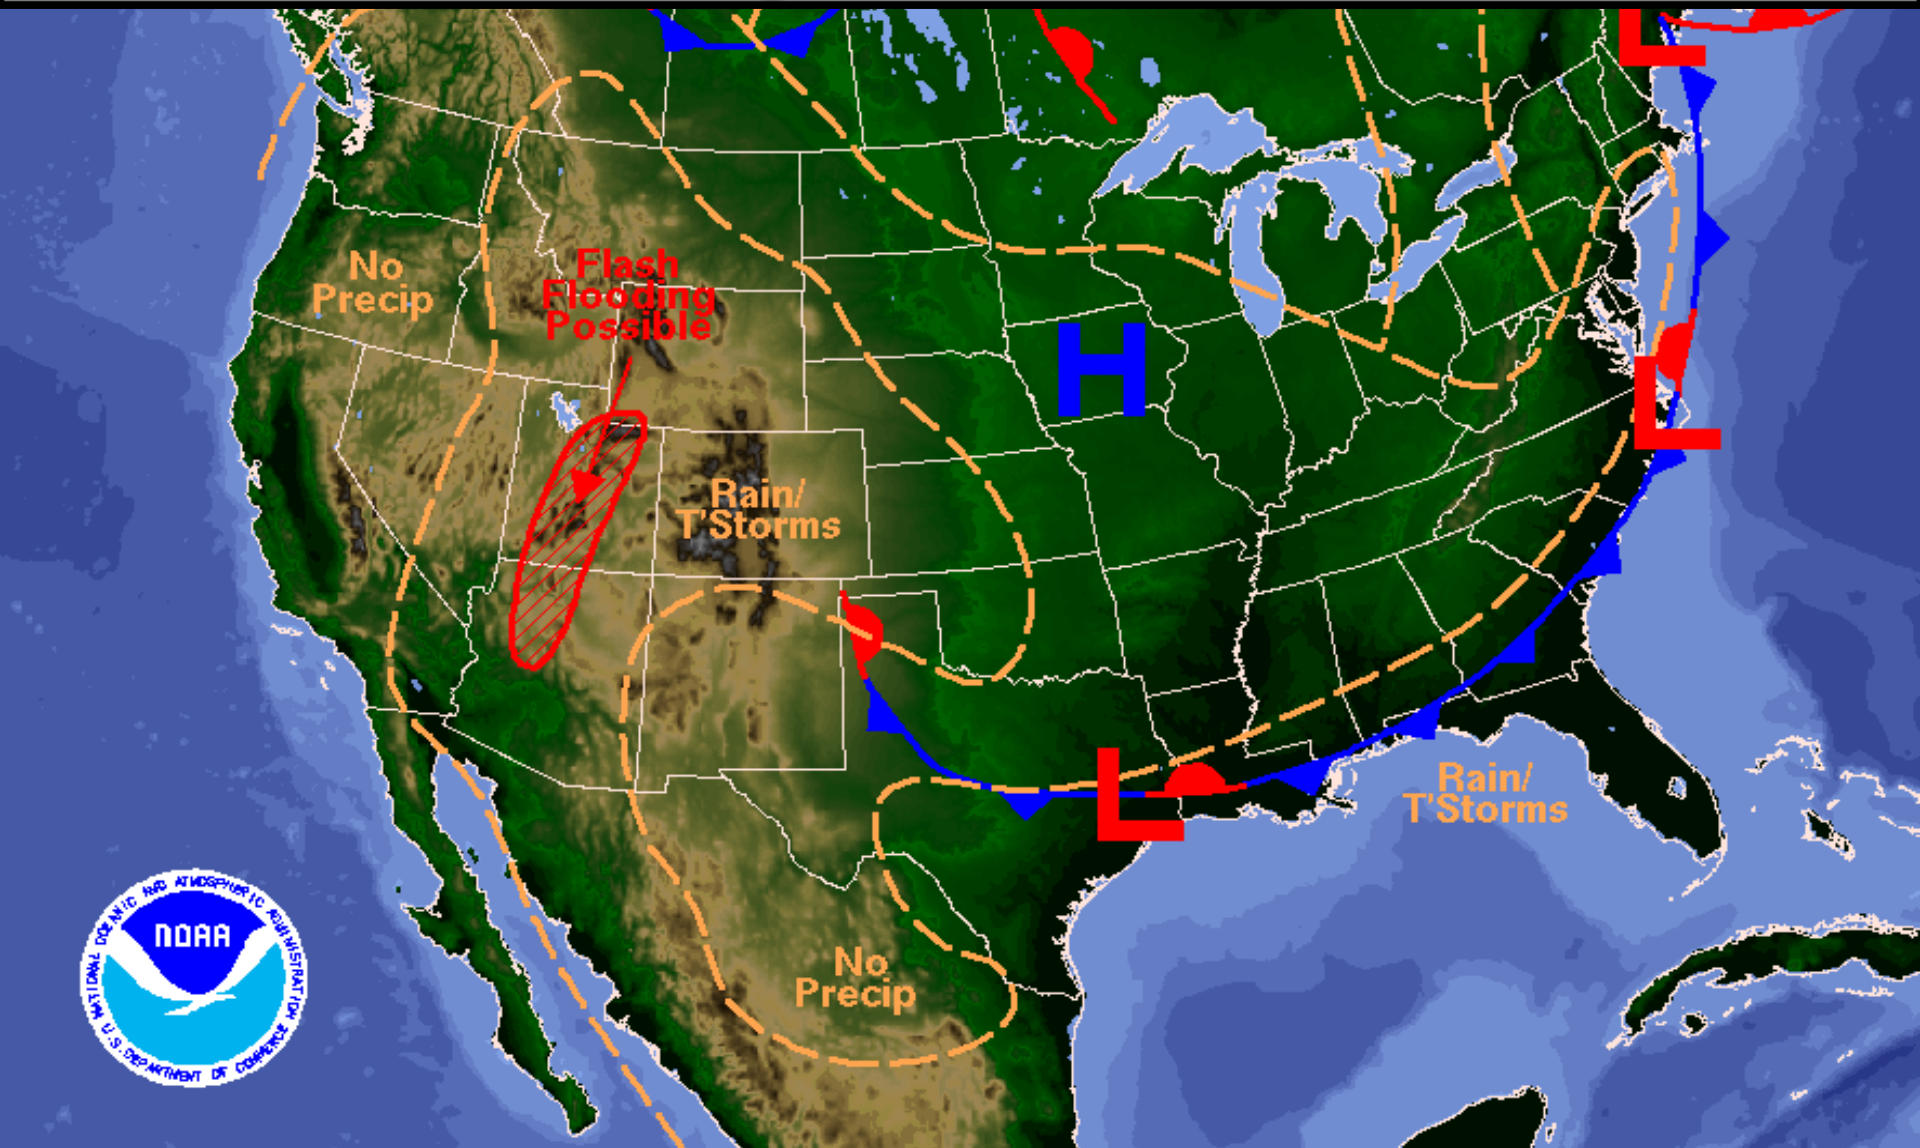 No
Precip
Flash
Flooding
Possible
H
Rain/
T'Storms
L
L
L
Rain/
T'Storms
No
Precip
NATIONAL OCEANIC AND ATMOSPHERIC ADMINISTRATION
NOAA
U.S. DEPARTMENT OF COMMERCE